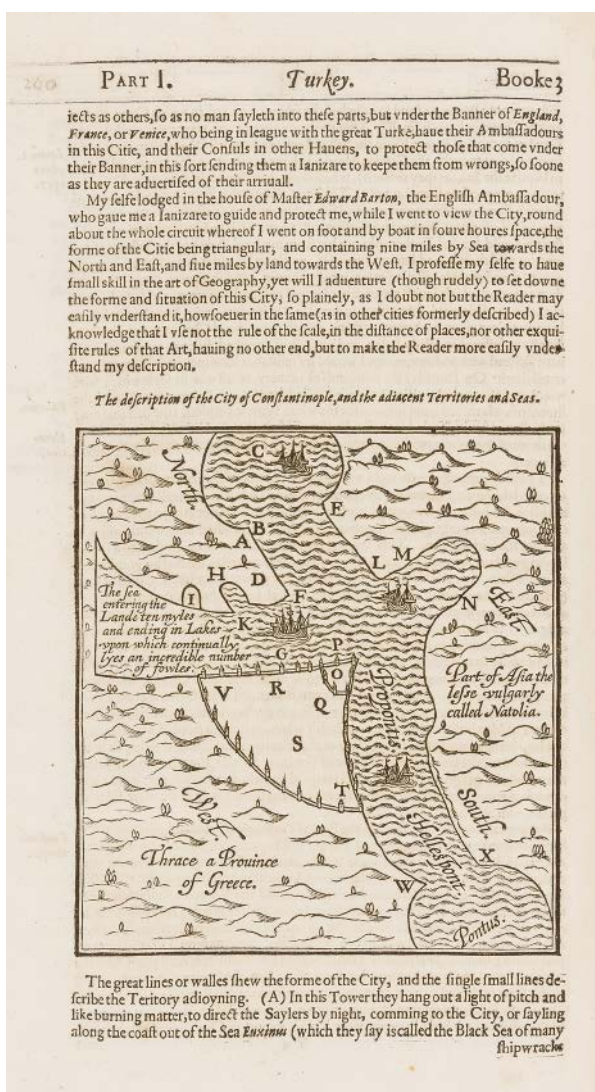 PART I. Turkey. Booke 3
iects as others, ſo as no man ſayleth into theſe parts, but vnder the Banner of England,
France, or Venice, who being in league with the great Turke, haue their Ambaſſadours
in this Citie, and their Conſuls in other Hauens, to protect thoſe that come vnder
their Banner, in this ſort ſending them a Ianizare to keepe them from wrongs, ſo ſoone
as they are aduertiſed of their arriuall.
My ſelfe lodged in the houſe of Maſter Edward Barton, the Engliſh Ambaſſadour,
who gaue me a Ianizare to guide and protect me, while I went to view the City, round
about the whole circuit whereof I went on foot and by boat in foure houres ſpace, the
forme of the Citie being triangular, and containing nine miles by Sea towards the
North and Eaſt, and fiue miles by land towards the Weſt. I profeſſe my ſelfe to haue
ſmall skill in the art of Geography, yet will I aduenture (though rudely) to ſet downe
the forme and ſituation of this City, ſo plainely, as I doubt not but the Reader may
eaſily vnderſtand it, howſoeuer in the ſame (as in other cities formerly deſcribed) I ac-
knowledge that I vſe not the rule of the ſcale, in the diſtance of places, nor other exqui-
ſite rules of that Art, hauing no other end, but to make the Reader more eaſily vnder-
ſtand my deſcription.
The deſcription of the City of Conſtantinople, and the adiacent Territories and Seas.
C
North.
E
B
A
L M
H D
I
F
N
Eaſt.
The ſea
entering the
Lande ten myles
and ending in Lakes
vpon which continually
lyes an incredible number
of fowles.
K
G P
V R O
Q
S
T
Propontis
Part of Aſia the
leſſe vulgarly
called Natolia.
Weſt.
South.
Thrace a Prouince
of Greece.
Helleſpont
X
W
Pontus.
The great lines or walles ſhew the forme of the City, and the ſingle ſmall lines de-
ſcribe the Teritory adioyning. (A) In this Tower they hang out a light of pitch and
like burning matter, to direct the Saylers by night, comming to the City, or ſayling
along the coaſt out of the Sea Euxinus (which they ſay is called the Black Sea of many
ſhipwracks